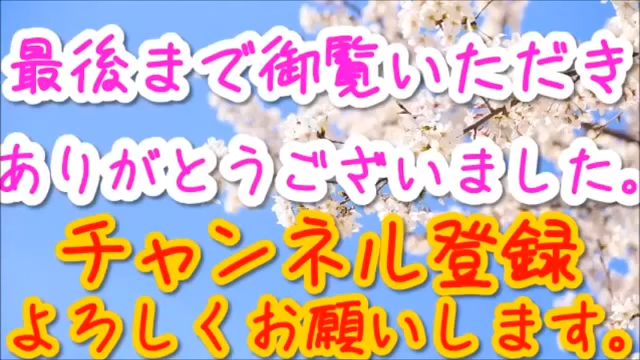 最後まで御覧いただき
ありがとうございました。
チャンネル登録
よろしくお願いします。